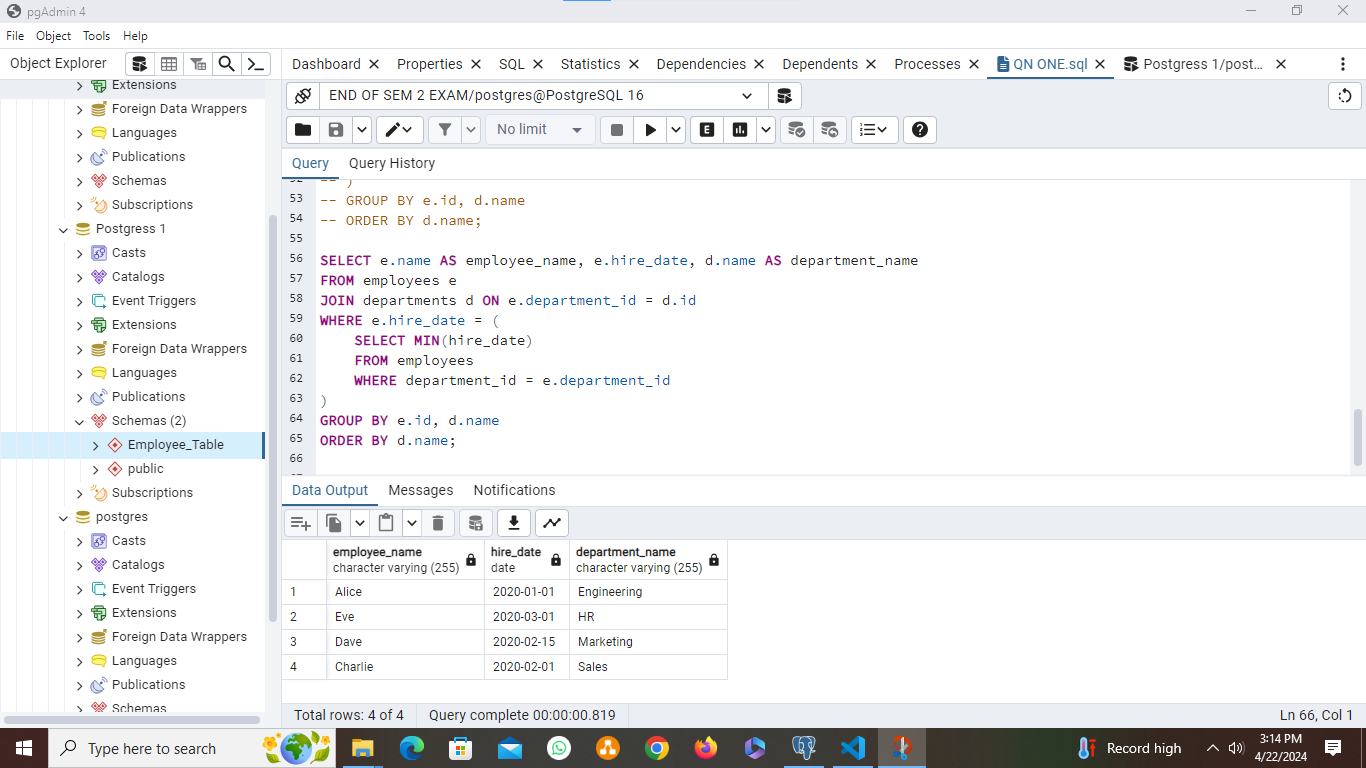 pgAdmin 4
File Object Tools Help
Object Explorer
Dashboard Properties SQL Statistics Dependencies Dependents Processes QN ONE.sql Postgress 1/post...
Extensions
Foreign Data Wrappers
Languages
Publications
Schemas
Subscriptions
Postgress 1
Casts
Catalogs
Event Triggers
Extensions
Foreign Data Wrappers
Languages
Publications
Schemas (2)
Employee_Table
public
Subscriptions
postgres
Casts
Catalogs
Event Triggers
Extensions
Foreign Data Wrappers
Languages
Publications
Schemas
END OF SEM 2 EXAM/postgres@PostgreSQL 16
No limit
E
Query Query History
52 -- )
53 -- GROUP BY e.id, d.name
54 -- ORDER BY d.name;
55
56 SELECT e.name AS employee_name, e.hire_date, d.name AS department_name
57 FROM employees e
58 JOIN departments d ON e.department_id = d.id
59 WHERE e.hire_date = (
60 SELECT MIN(hire_date)
61 FROM employees
62 WHERE department_id = e.department_id
63 )
64 GROUP BY e.id, d.name
65 ORDER BY d.name;
66
Data Output Messages Notifications
employee_name hire_date department_name
character varying (255) date character varying (255)
1 Alice 2020-01-01 Engineering
2 Eve 2020-03-01 HR
3 Dave 2020-02-15 Marketing
4 Charlie 2020-02-01 Sales
Total rows: 4 of 4 Query complete 00:00:00.819 Ln 66, Col 1
Type here to search
Record high
3:14 PM
4/22/2024